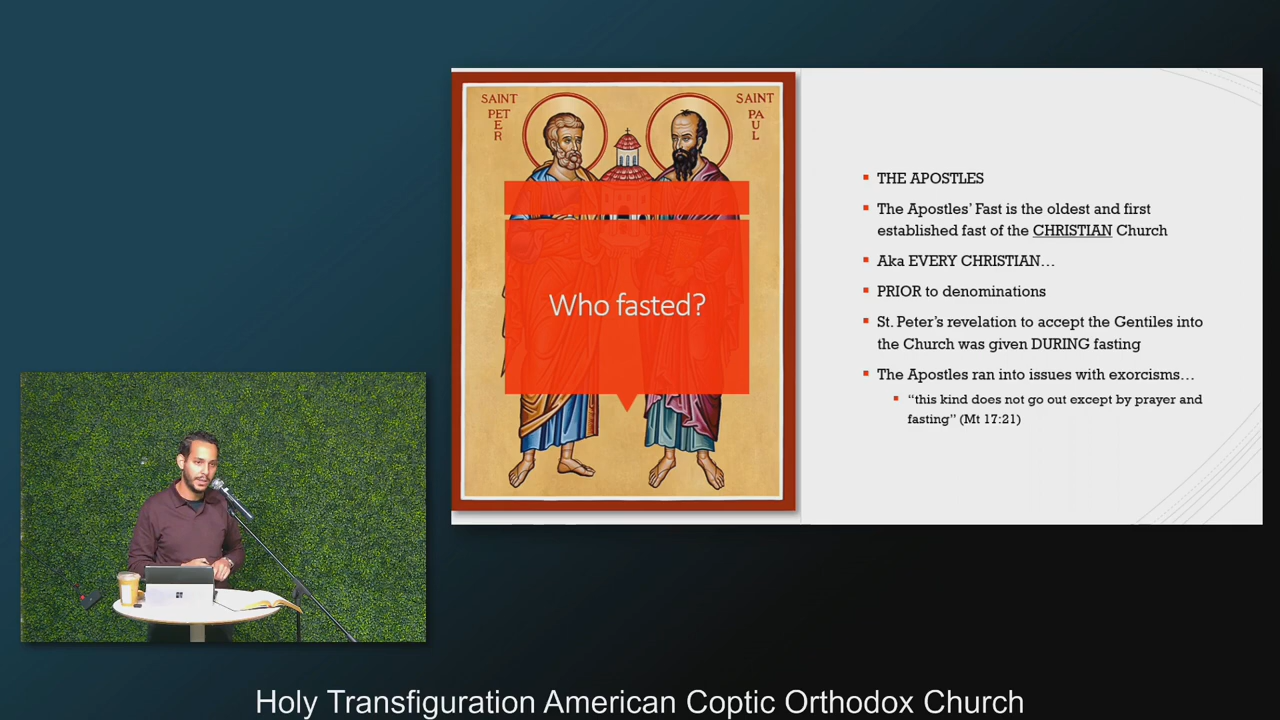 SAINT
PET
E
R
SAINT
PA
U
L
Who fasted?
THE APOSTLES
The Apostles’ Fast is the oldest and first
established fast of the CHRISTIAN Church
Aka EVERY CHRISTIAN…
PRIOR to denominations
St. Peter’s revelation to accept the Gentiles into
the Church was given DURING fasting
The Apostles ran into issues with exorcisms…
“this kind does not go out except by prayer and
fasting” (Mt 17:21)
Holy Transfiguration American Coptic Orthodox Church